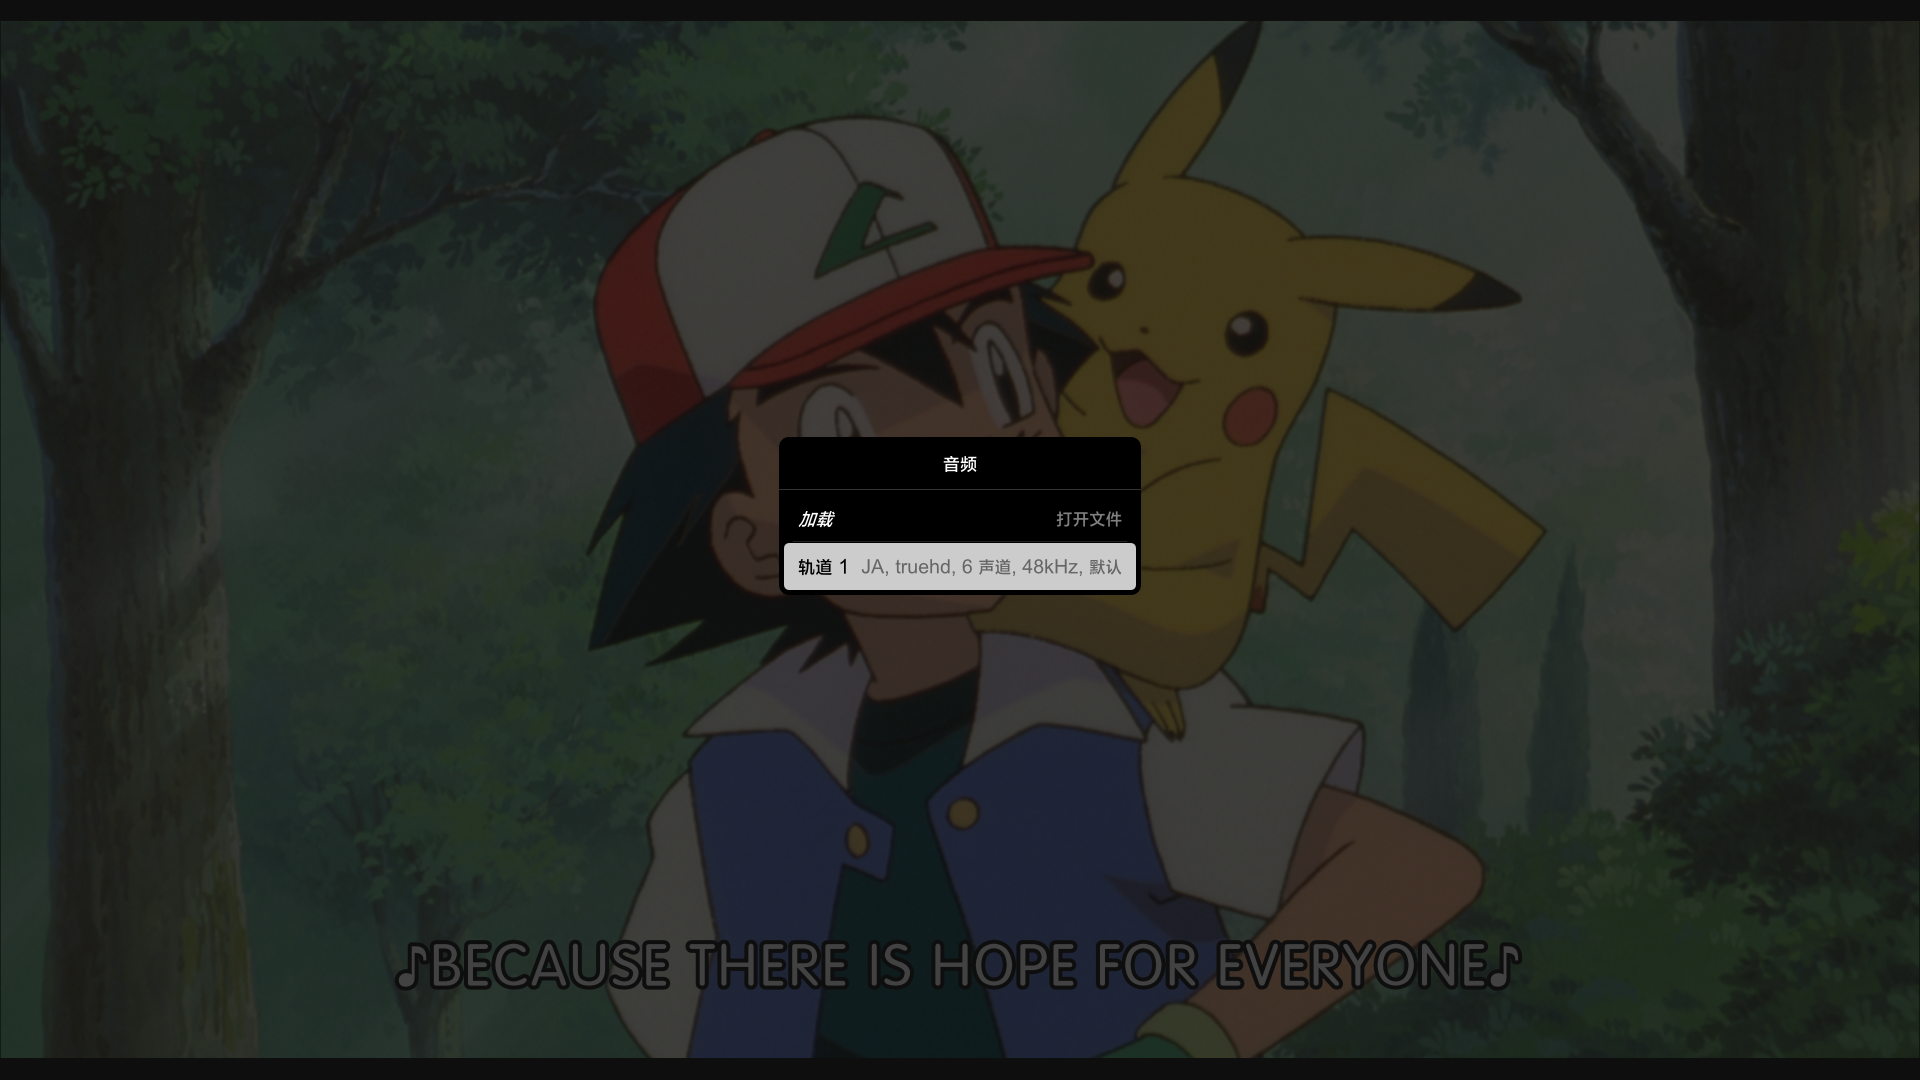 音频
加载 打开文件
轨道 1 JA, truehd, 6 声道, 48kHz, 默认
♪BECAUSE THERE IS HOPE FOR EVERYONE♪